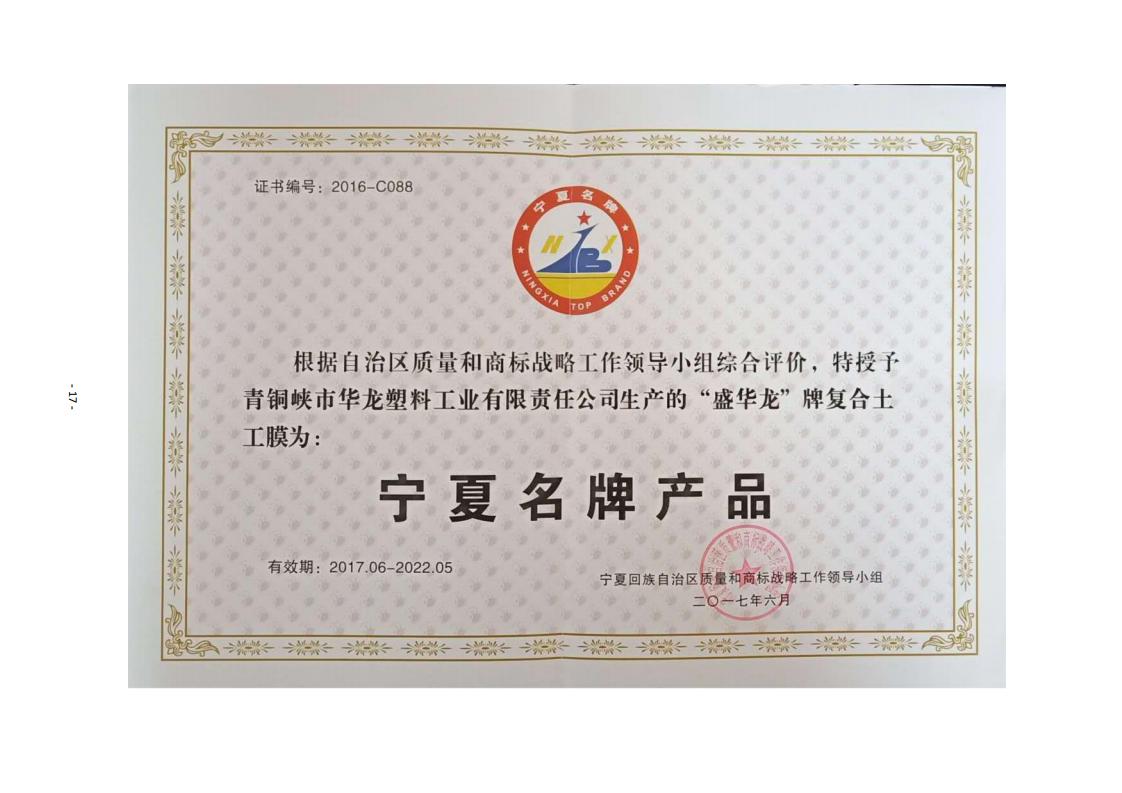 - 17 -
证书编号：2016-C088
宁夏名牌
N X
B
NINGXIA TOP BRAND
根据自治区质量和商标战略工作领导小组综合评价，特授予
青铜峡市华龙塑料工业有限责任公司生产的“盛华龙”牌复合土
工膜为：
宁夏名牌产品
有效期：2017.06-2022.05
宁夏回族自治区质量和商标战略工作领导小组
二〇一七年六月